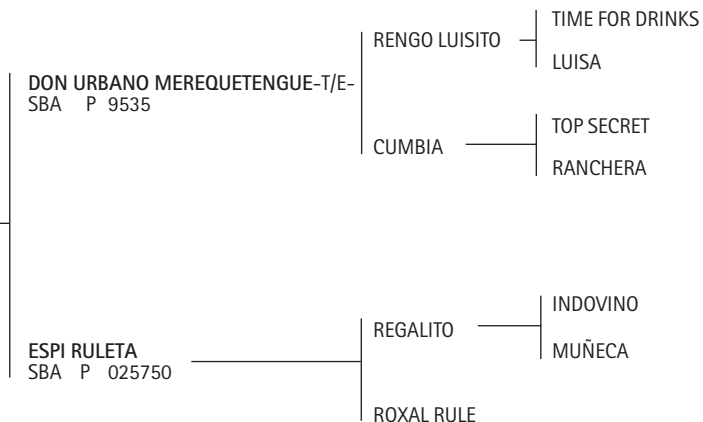 TIME FOR DRINKS
RENGO LUISITO
LUISA
DON URBANO MEREQUETENGUE-T/E-
SBA P 9535
TOP SECRET
CUMBIA
RANCHERA
INDOVINO
REGALITO
MUÑECA
ESPI RULETA
SBA P 025750
ROXAL RULE